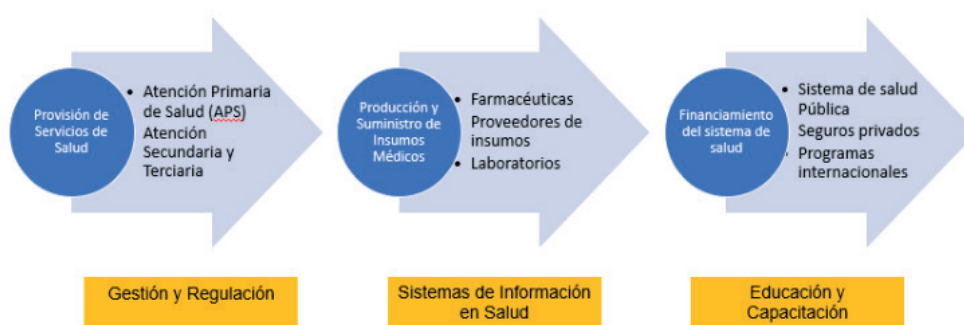 Provisión de
Servicios de
Salud
• Atención Primaria
de Salud (APS)
Atención
Secundaria y
Terciaria
Producción y
Suministro de
Insumos
Médicos
• Farmacéuticas
Proveedores de
insumos
• Laboratorios
Financiamiento
del sistema de
salud
• Sistema de salud
Pública
Seguros privados
• Programas
internacionales
Gestión y Regulación
Sistemas de Información
en Salud
Educación y
Capacitación